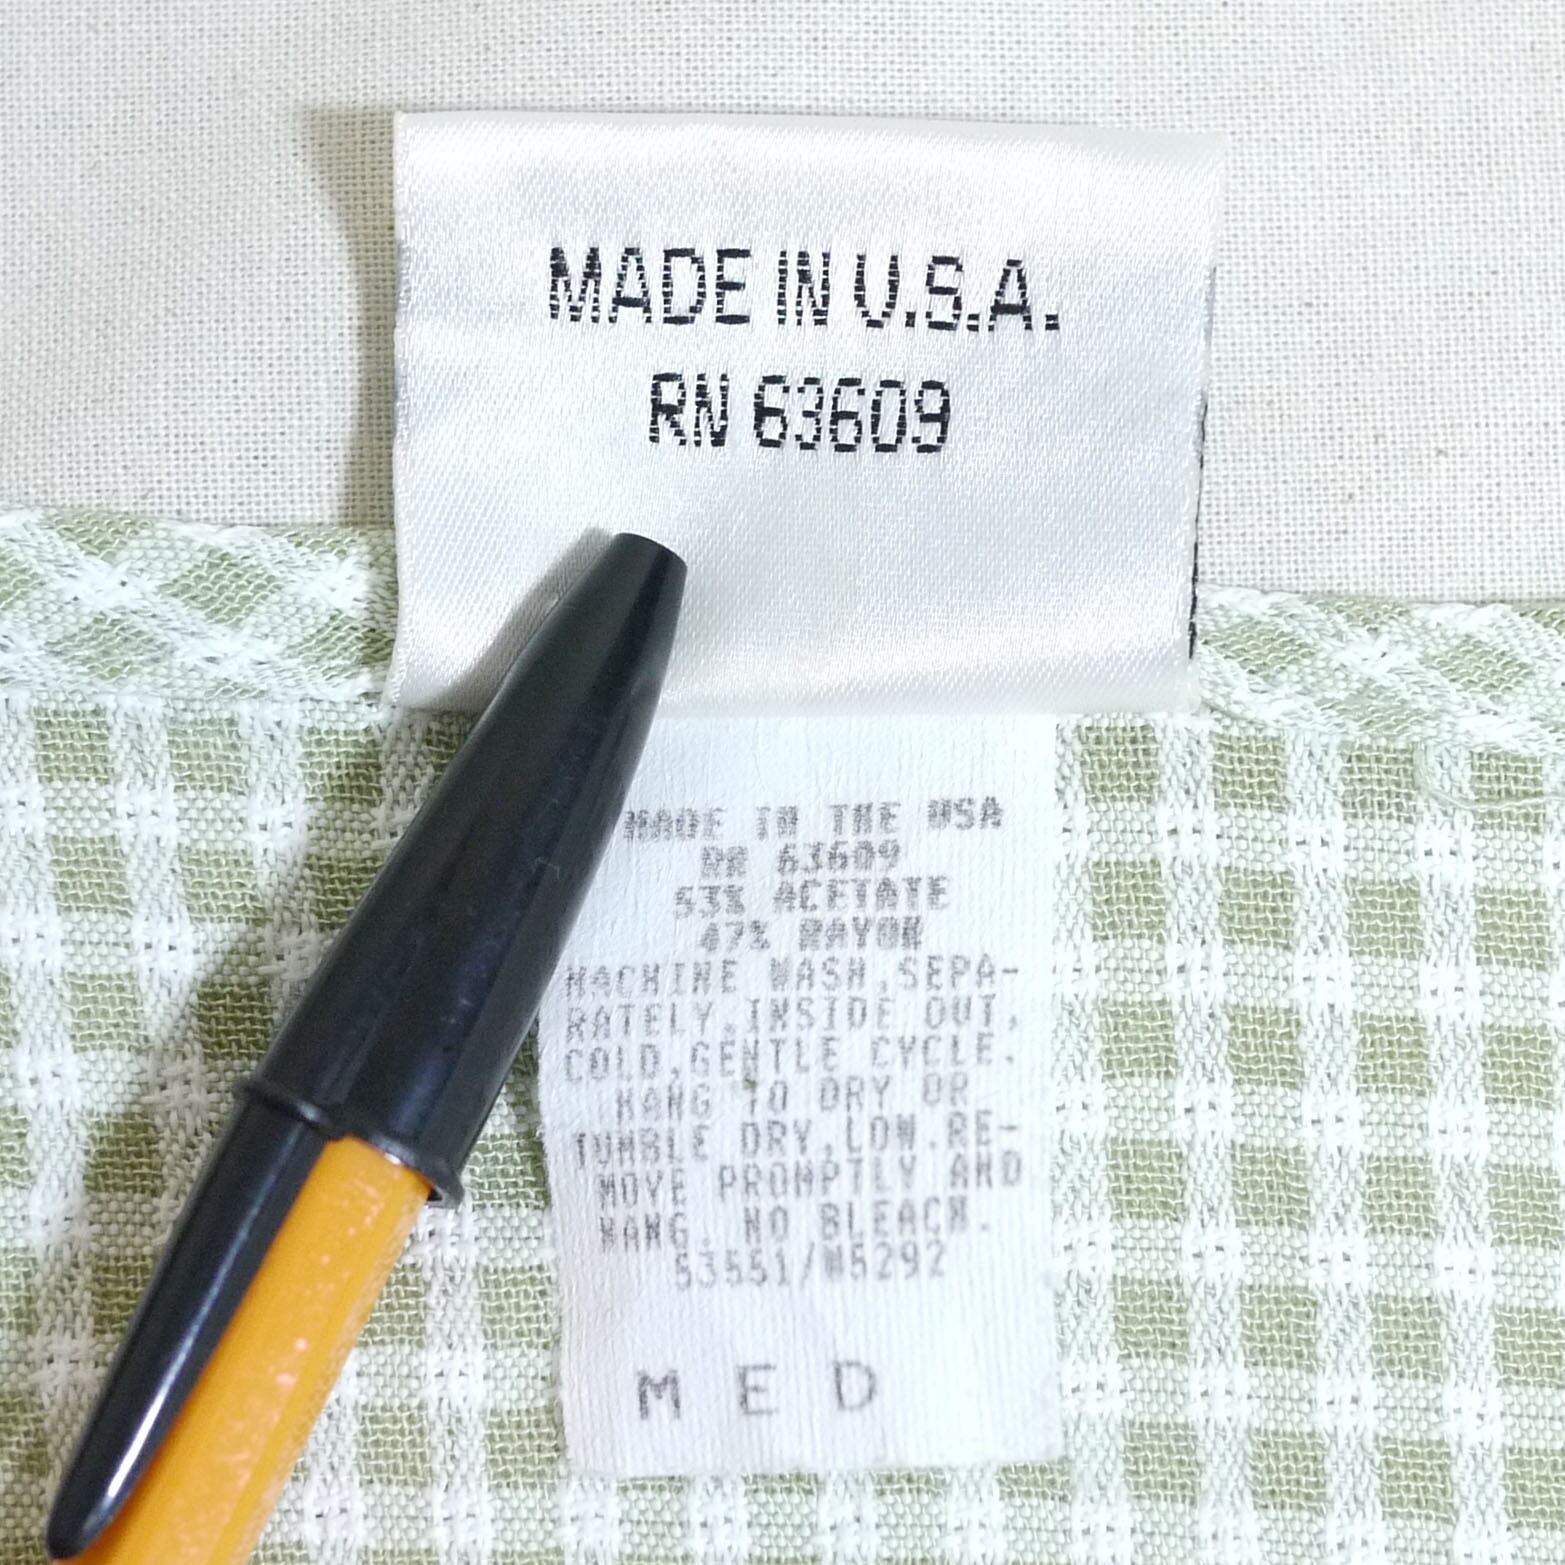 MADE IN U.S.A.
RN 63609
MADE IN THE USA
RN 63609
53% ACETATE
47% RAYON
MACHINE WASH,SEPA-
RATELY,INSIDE OUT,
COLD,GENTLE CYCLE.
HANG TO DRY OR
TUMBLE DRY,LOW.RE-
MOVE PROMPTLY AND
HANG. NO BLEACH.
53551/W5292
MED